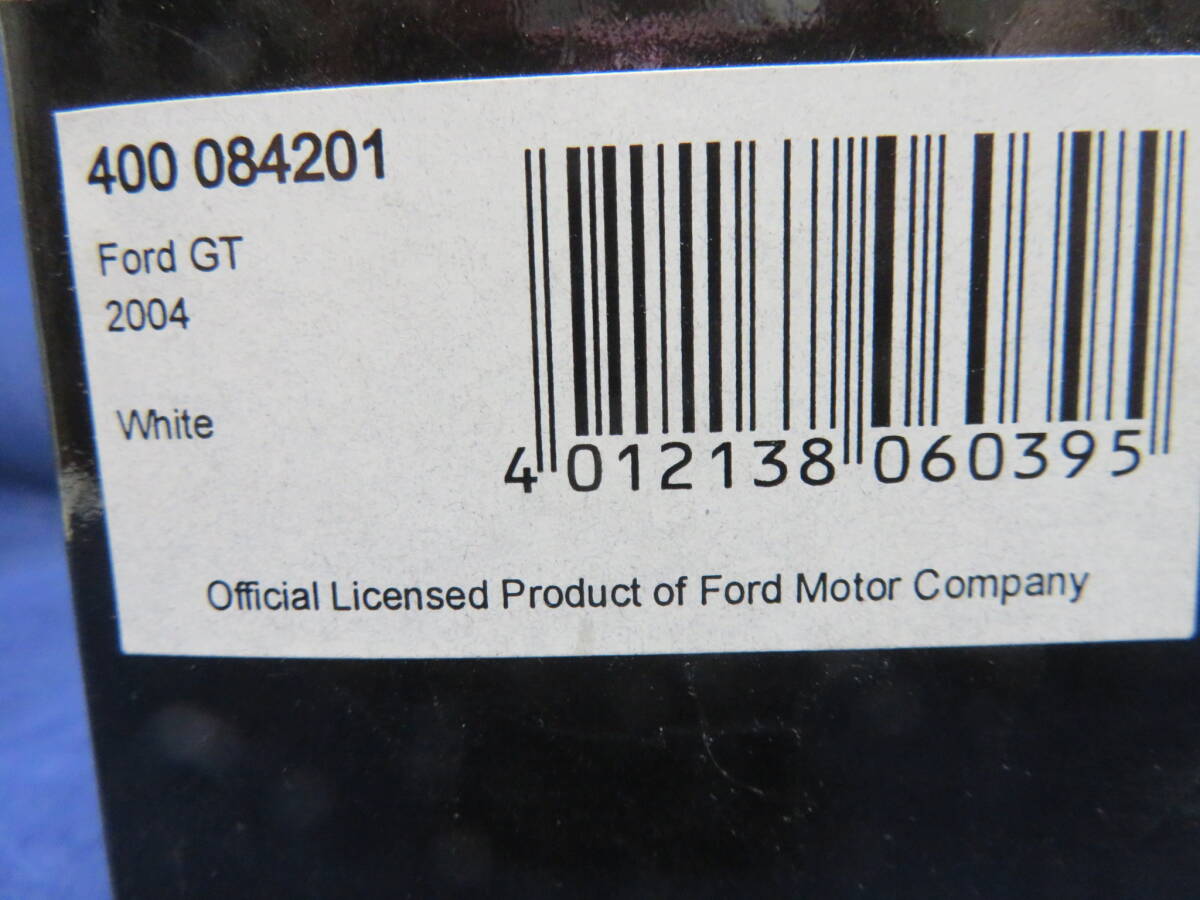 400 084201
Ford GT
2004
White
4 012138 060395
Official Licensed Product of Ford Motor Company